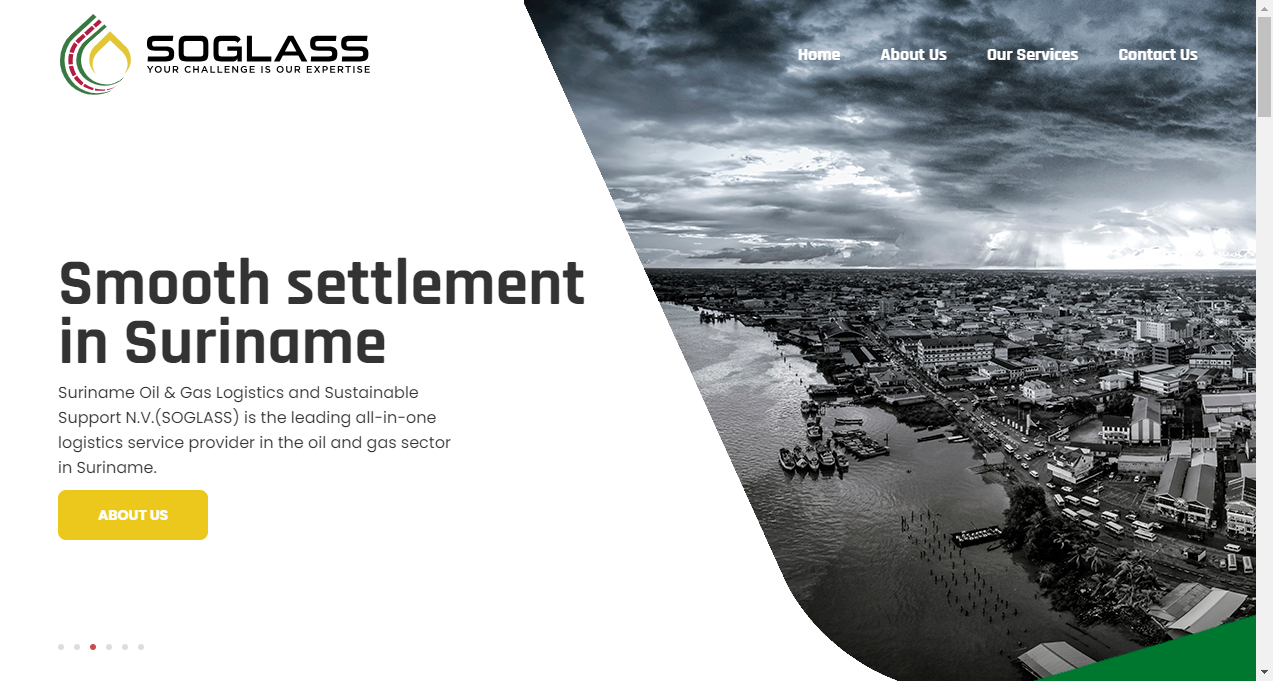 SOGLASS
YOUR CHALLENGE IS OUR EXPERTISE
Home About Us Our Services Contact Us
Smooth settlement
in Suriname
Suriname Oil & Gas Logistics and Sustainable
Support N.V.(SOGLASS) is the leading all-in-one
logistics service provider in the oil and gas sector
in Suriname.
ABOUT US